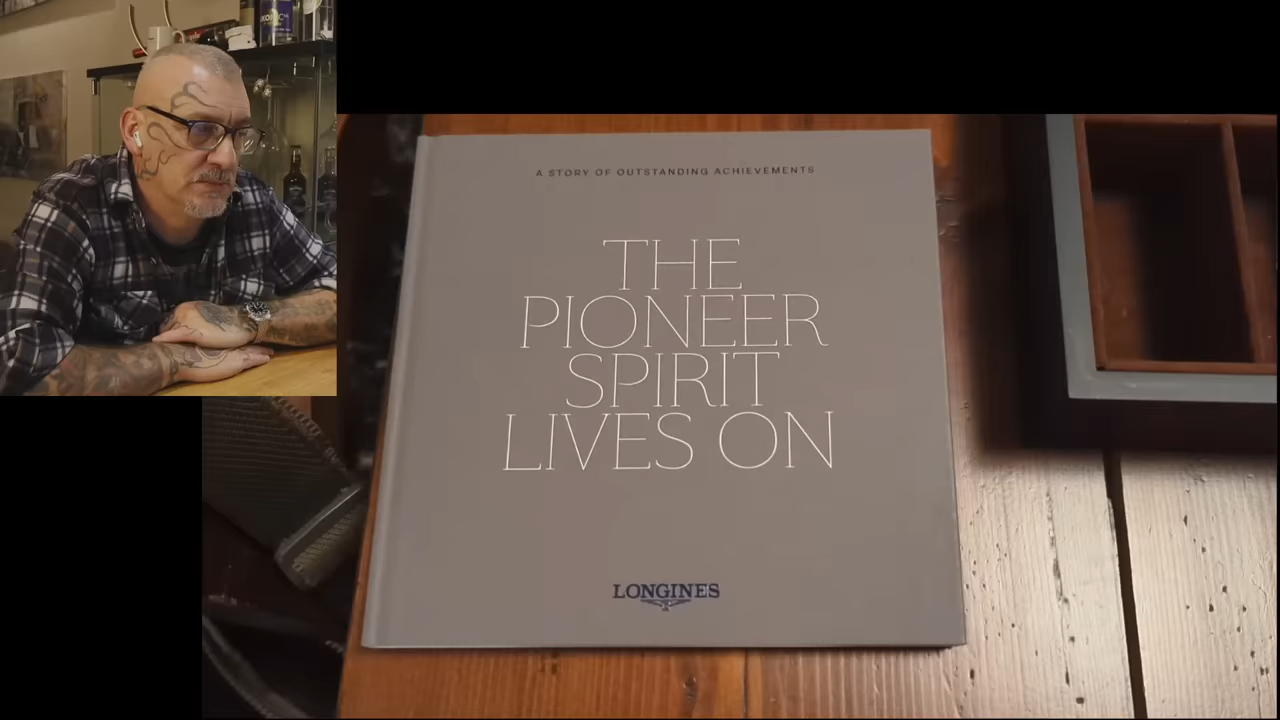 A STORY OF OUTSTANDING ACHIEVEMENTS
THE
PIONEER
SPIRIT
LIVES ON
LONGINES